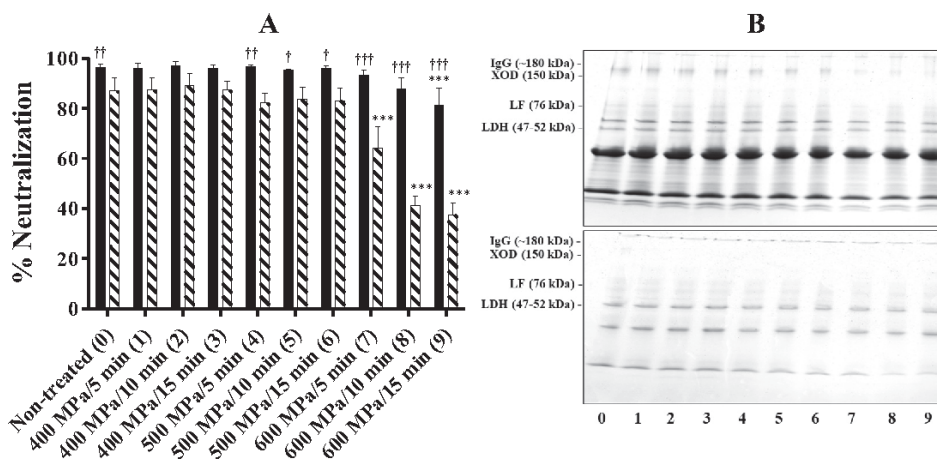 A
% Neutralization
100
80
60
40
20
0
††
††
†
†
†††
†††
†††
***
***
***
***
Non-treated (0)
400 MPa/5 min (1)
400 MPa/10 min (2)
400 MPa/15 min (3)
500 MPa/5 min (4)
500 MPa/10 min (5)
500 MPa/15 min (6)
600 MPa/5 min (7)
600 MPa/10 min (8)
600 MPa/15 min (9)
B
IgG (~180 kDa)
XOD (150 kDa)
LF (76 kDa)
LDH (47-52 kDa)
IgG (~180 kDa)
XOD (150 kDa)
LF (76 kDa)
LDH (47-52 kDa)
0 1 2 3 4 5 6 7 8 9